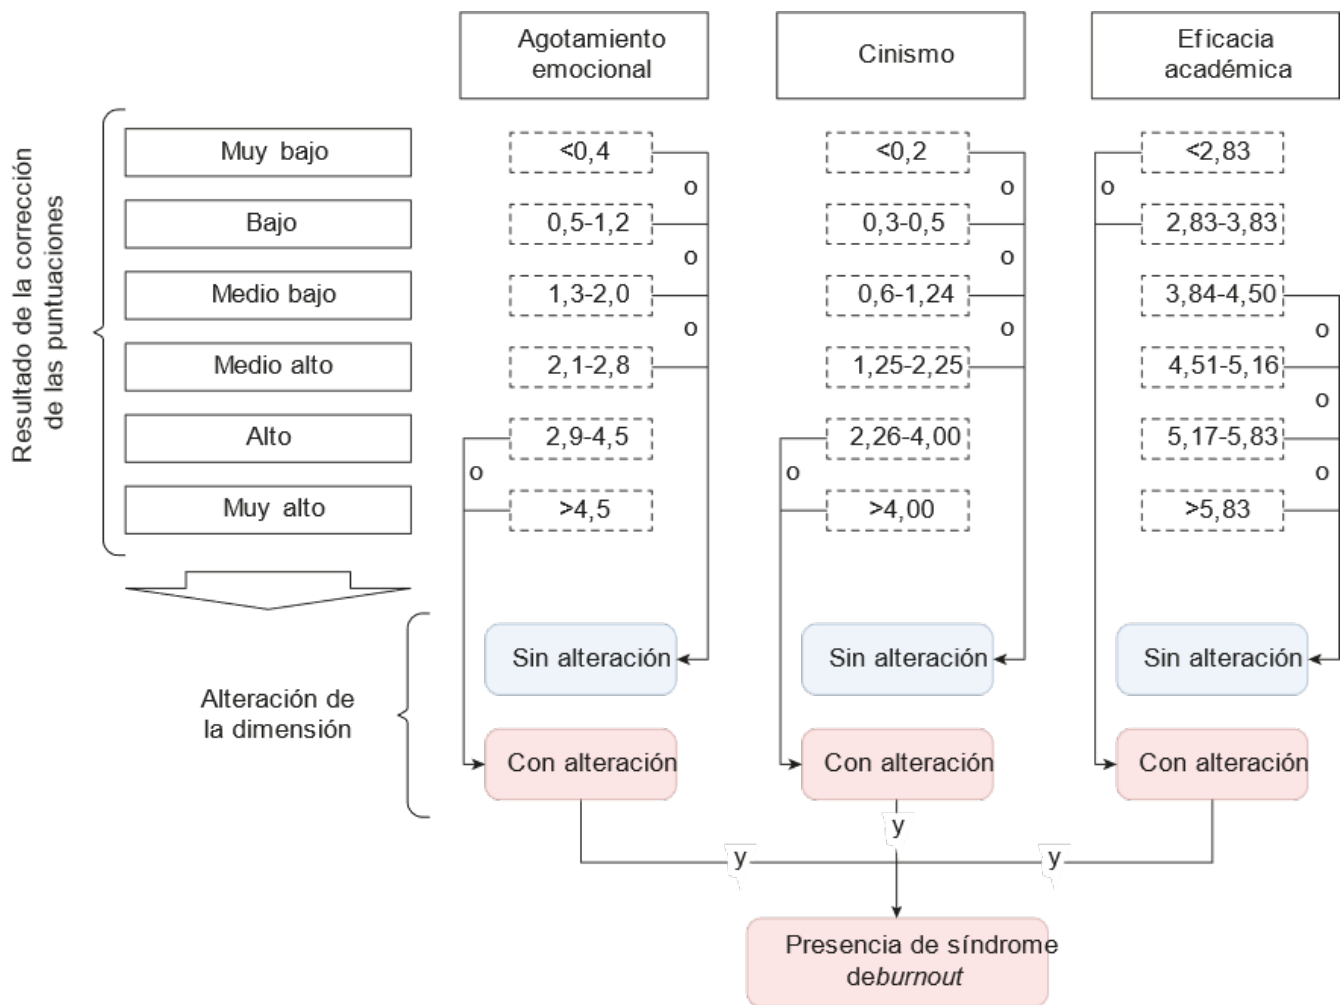 Agotamiento
emocional
Cinismo
Eficacia
académica
Resultado de la corrección
de las puntuaciones
Muy bajo
<0,4
<0,2
<2,83
o
o
o
Bajo
0,5-1,2
0,3-0,5
2,83-3,83
o
o
Medio bajo
1,3-2,0
0,6-1,24
3,84-4,50
o
o
o
Medio alto
2,1-2,8
1,25-2,25
4,51-5,16
o
Alto
2,9-4,5
2,26-4,00
5,17-5,83
o
o
o
Muy alto
>4,5
>4,00
>5,83
Alteración de
la dimensión
Sin alteración
Sin alteración
Sin alteración
Con alteración
Con alteración
Con alteración
y
y
y
Presencia de síndrome
deburnout